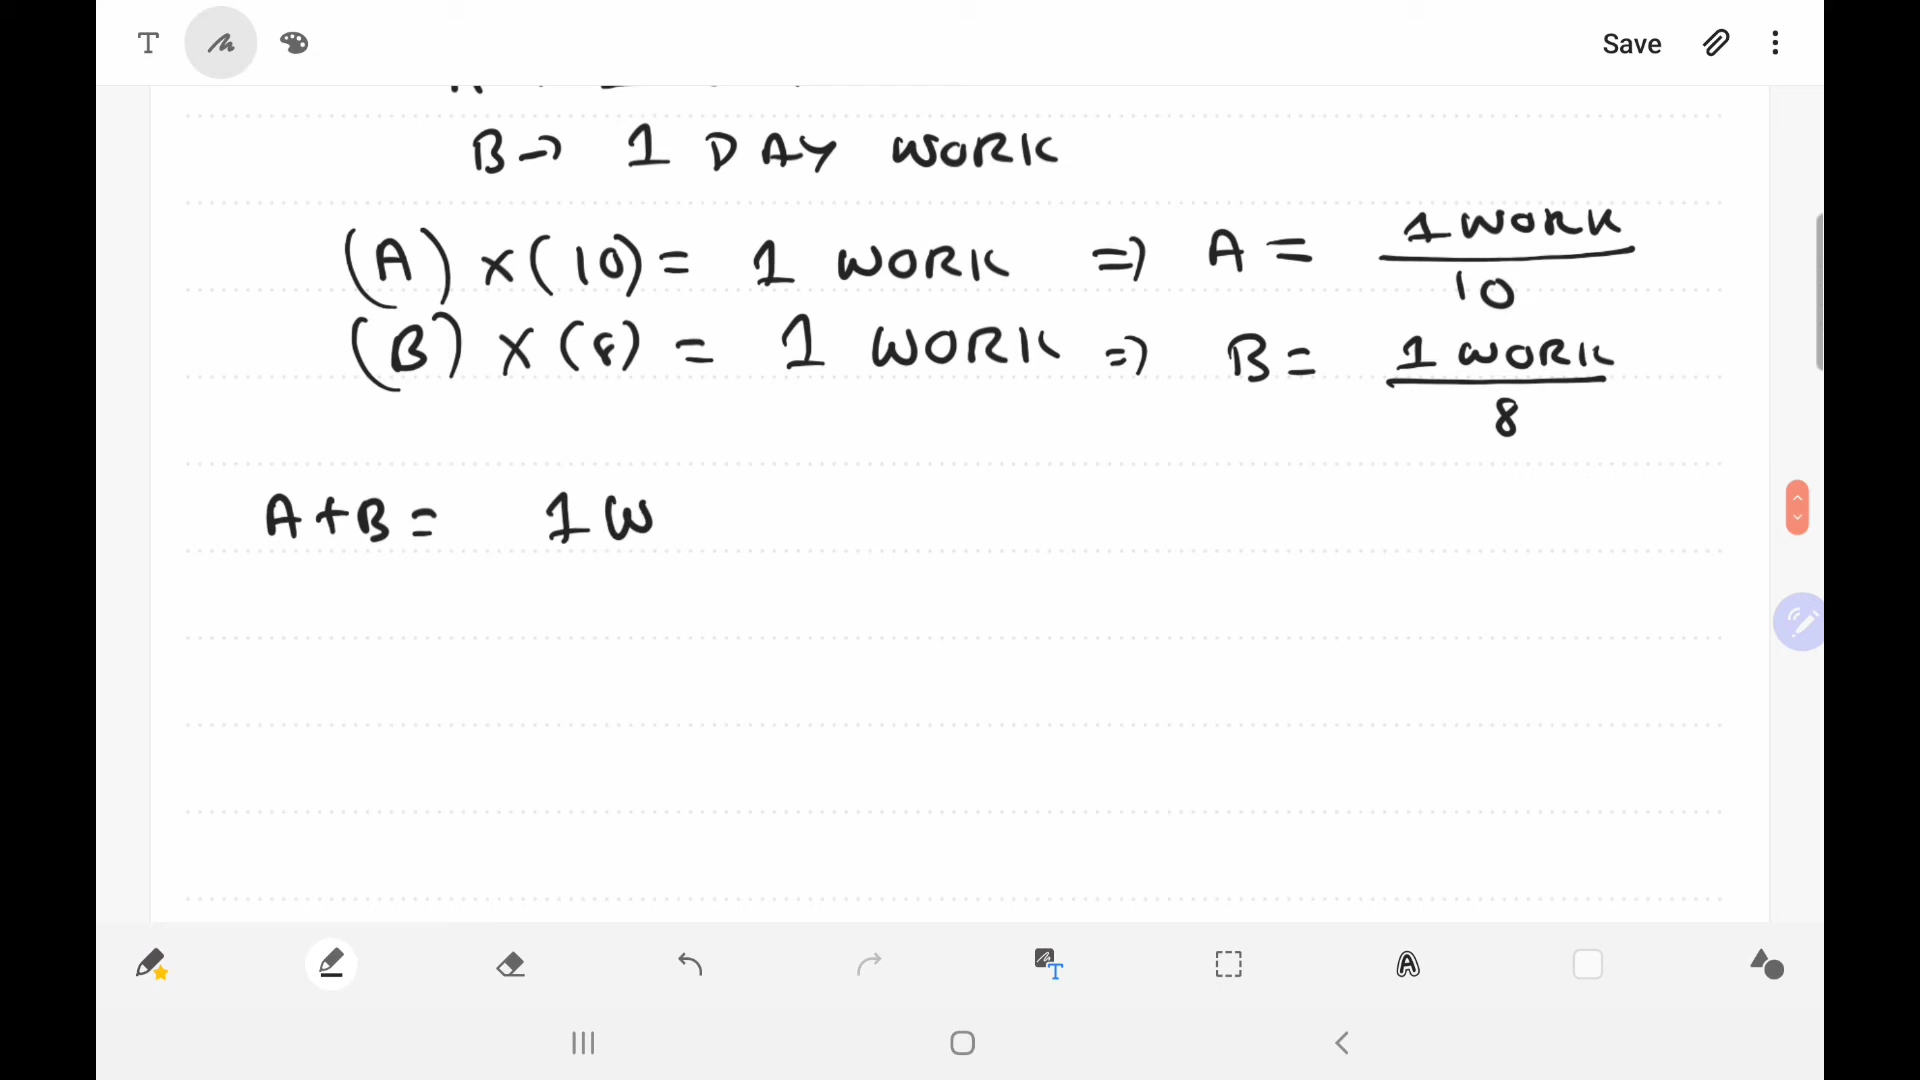 Save
B → 1 DAY WORK
(A) × (10) = 1 WORK ⇒ A = 1 WORK / 10
(B) × (8) = 1 WORK ⇒ B = 1 WORK / 8
A + B = 1 W